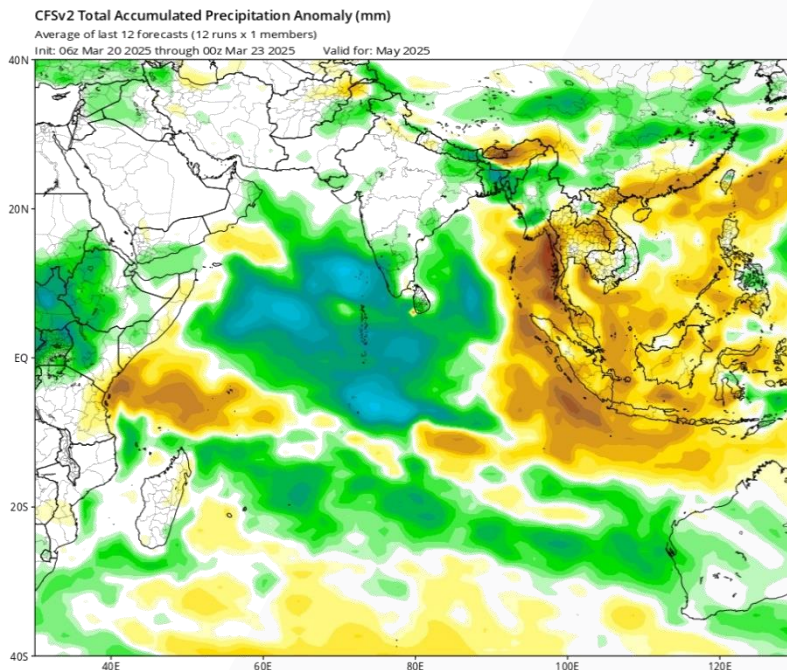 CFSv2 Total Accumulated Precipitation Anomaly (mm)
Average of last 12 forecasts (12 runs x 1 members)
Init: 06z Mar 20 2025 through 00z Mar 23 2025 Valid for: May 2025
40N
20N
EQ
20S
40S
40E 60E 80E 100E 120E